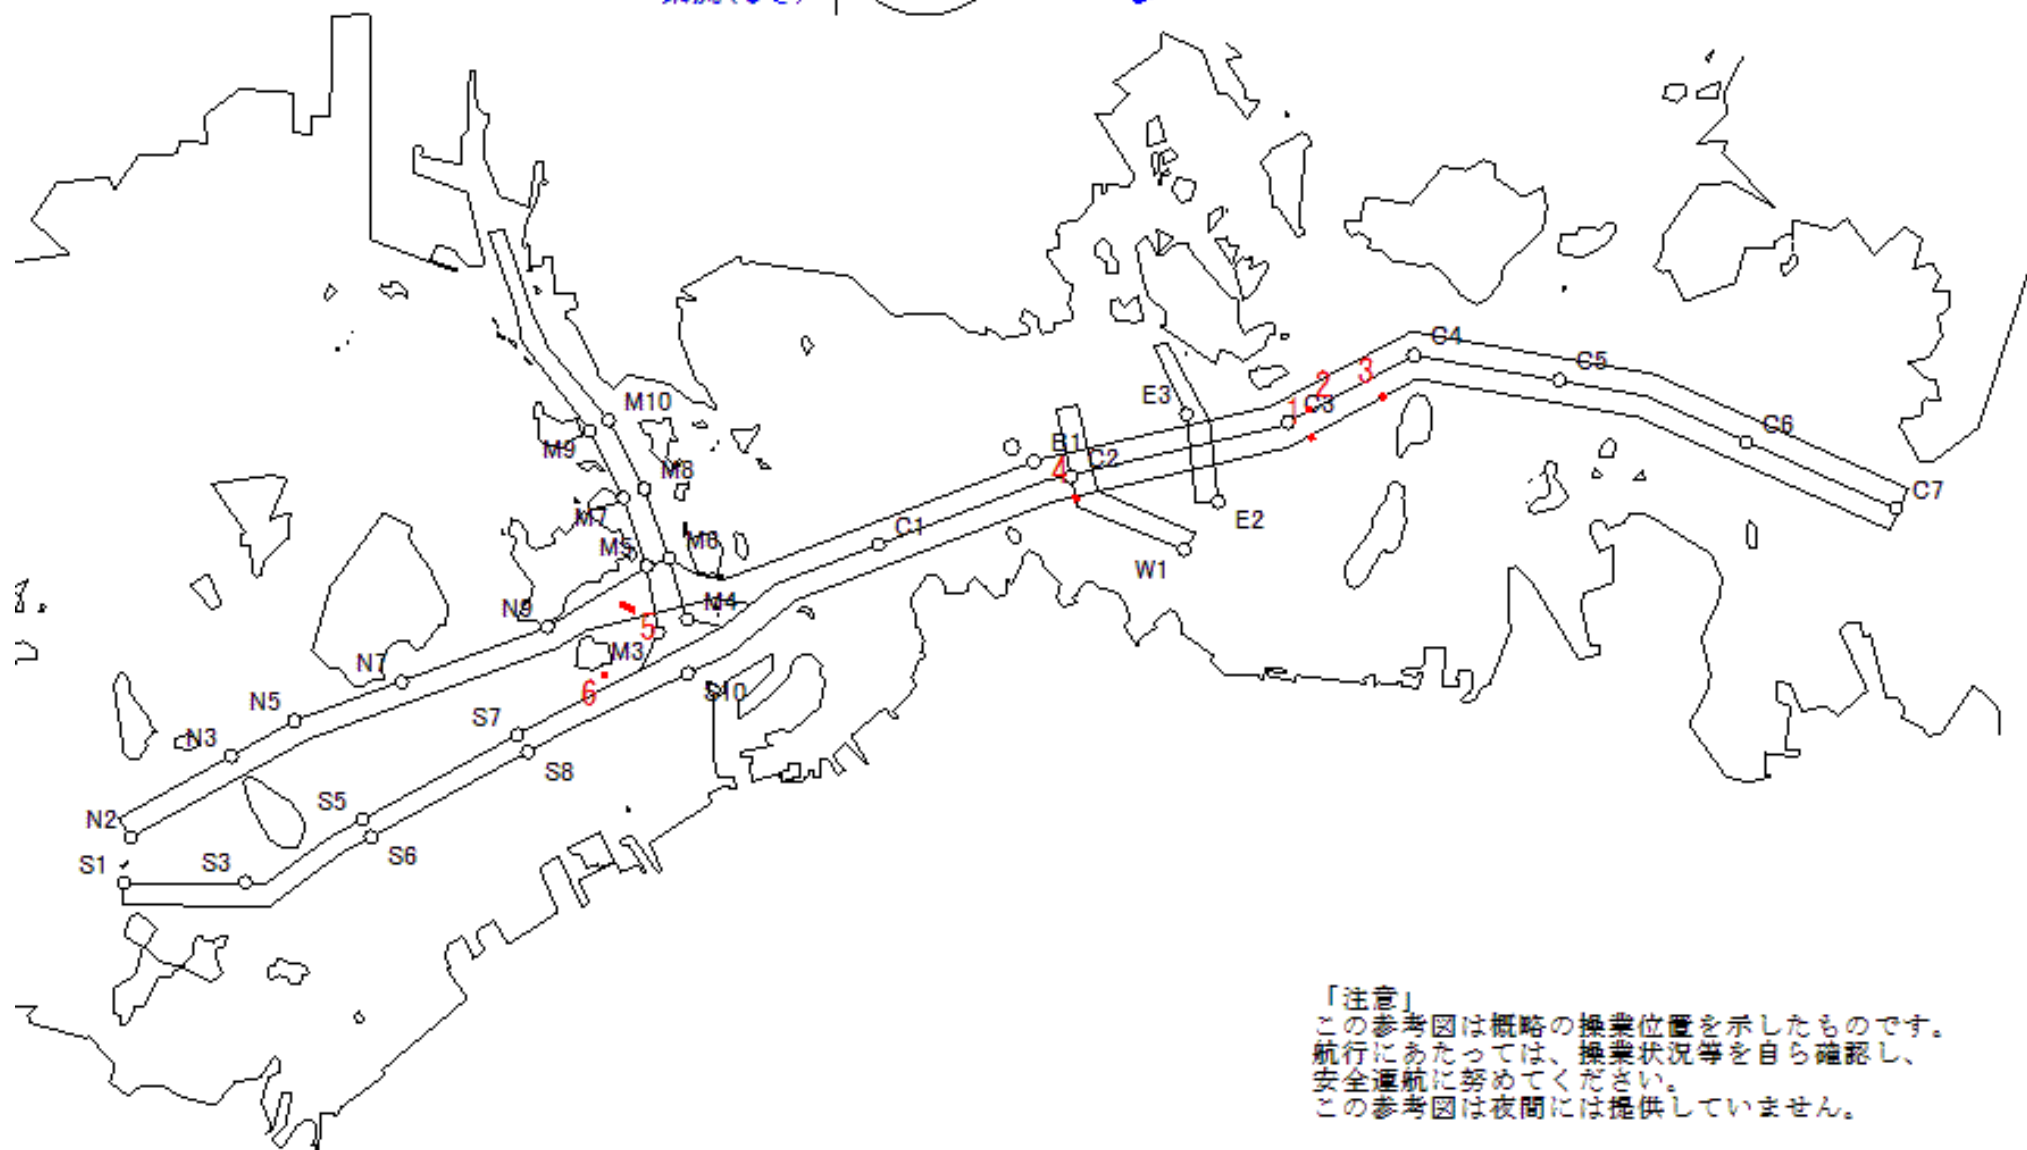 C4
C5
3
2
C3
1
E3
M10
C6
B1
M9
C2
M8
4
C7
E2
M7
C1
M6
M5
W1
N9
M4
5
M3
N7
6
S10
N5
S7
N3
S8
S5
N2
S6
S3
S1
「注意」
この参考図は概略の操業位置を示したものです。
航行にあたっては、操業状況等を自ら確認し、
安全運航に努めてください。
この参考図は夜間には提供していません。